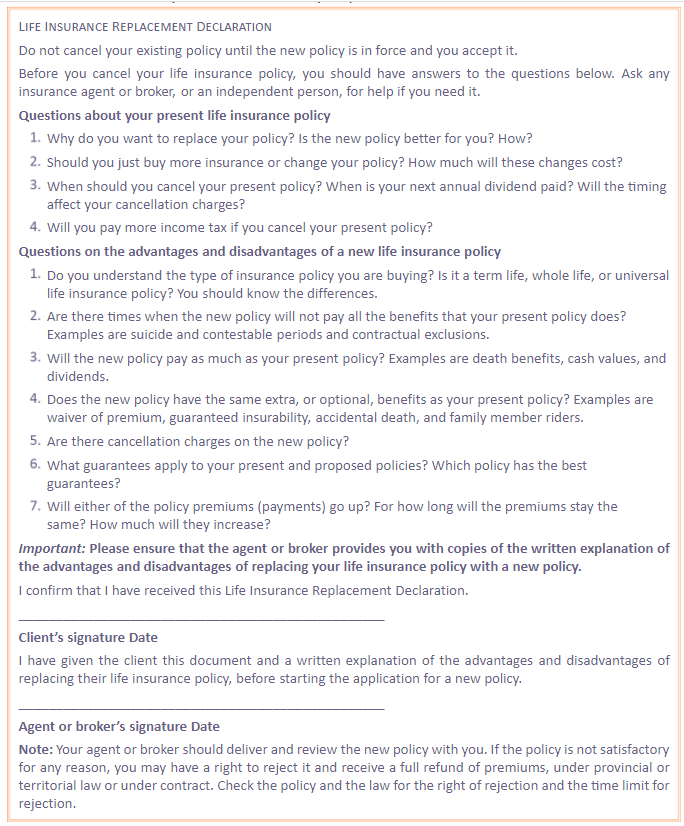 LIFE INSURANCE REPLACEMENT DECLARATION
Do not cancel your existing policy until the new policy is in force and you accept it.
Before you cancel your life insurance policy, you should have answers to the questions below. Ask any
insurance agent or broker, or an independent person, for help if you need it.
Questions about your present life insurance policy
1. Why do you want to replace your policy? Is the new policy better for you? How?
2. Should you just buy more insurance or change your policy? How much will these changes cost?
3. When should you cancel your present policy? When is your next annual dividend paid? Will the timing
affect your cancellation charges?
4. Will you pay more income tax if you cancel your present policy?
Questions on the advantages and disadvantages of a new life insurance policy
1. Do you understand the type of insurance policy you are buying? Is it a term life, whole life, or universal
life insurance policy? You should know the differences.
2. Are there times when the new policy will not pay all the benefits that your present policy does?
Examples are suicide and contestable periods and contractual exclusions.
3. Will the new policy pay as much as your present policy? Examples are death benefits, cash values, and
dividends.
4. Does the new policy have the same extra, or optional, benefits as your present policy? Examples are
waiver of premium, guaranteed insurability, accidental death, and family member riders.
5. Are there cancellation charges on the new policy?
6. What guarantees apply to your present and proposed policies? Which policy has the best
guarantees?
7. Will either of the policy premiums (payments) go up? For how long will the premiums stay the
same? How much will they increase?
Important: Please ensure that the agent or broker provides you with copies of the written explanation of
the advantages and disadvantages of replacing your life insurance policy with a new policy.
I confirm that I have received this Life Insurance Replacement Declaration.
Client’s signature Date
I have given the client this document and a written explanation of the advantages and disadvantages of
replacing their life insurance policy, before starting the application for a new policy.
Agent or broker’s signature Date
Note: Your agent or broker should deliver and review the new policy with you. If the policy is not satisfactory
for any reason, you may have a right to reject it and receive a full refund of premiums, under provincial or
territorial law or under contract. Check the policy and the law for the right of rejection and the time limit for
rejection.